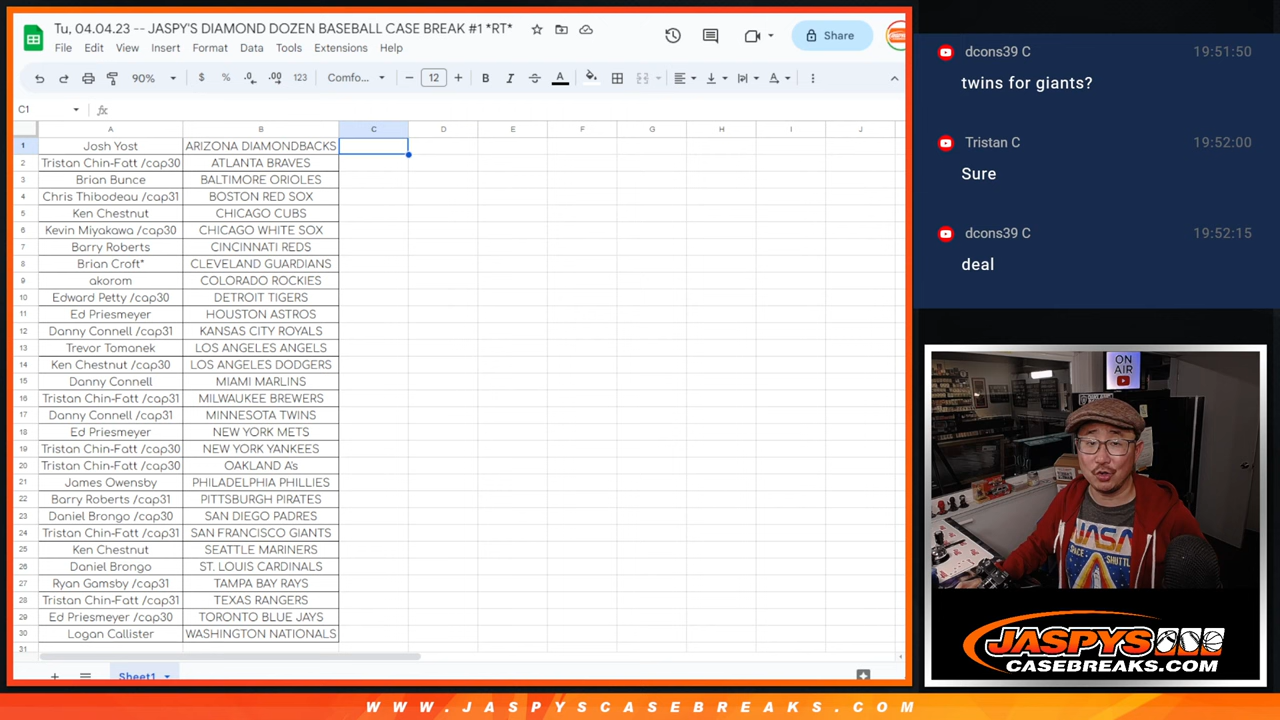 Tu, 04.04.23 -- JASPY'S DIAMOND DOZEN BASEBALL CASE BREAK #1 *RT*
File Edit View Insert Format Data Tools Extensions Help
Share
90% $ % .0 .00 123 Comfo... 12 B I A
C1 fx
A B C D E F G H I J
1 Josh Yost ARIZONA DIAMONDBACKS
2 Tristan Chin-Fatt /cap30 ATLANTA BRAVES
3 Brian Bunce BALTIMORE ORIOLES
4 Chris Thibodeau /cap31 BOSTON RED SOX
5 Ken Chestnut CHICAGO CUBS
6 Kevin Miyakawa /cap30 CHICAGO WHITE SOX
7 Barry Roberts CINCINNATI REDS
8 Brian Croft* CLEVELAND GUARDIANS
9 akorom COLORADO ROCKIES
10 Edward Petty /cap30 DETROIT TIGERS
11 Ed Priesmeyer HOUSTON ASTROS
12 Danny Connell /cap31 KANSAS CITY ROYALS
13 Trevor Tomanek LOS ANGELES ANGELS
14 Ken Chestnut /cap30 LOS ANGELES DODGERS
15 Danny Connell MIAMI MARLINS
16 Tristan Chin-Fatt /cap31 MILWAUKEE BREWERS
17 Danny Connell /cap31 MINNESOTA TWINS
18 Ed Priesmeyer NEW YORK METS
19 Tristan Chin-Fatt /cap30 NEW YORK YANKEES
20 Tristan Chin-Fatt /cap30 OAKLAND A's
21 James Owensby PHILADELPHIA PHILLIES
22 Barry Roberts /cap31 PITTSBURGH PIRATES
23 Daniel Brongo /cap30 SAN DIEGO PADRES
24 Tristan Chin-Fatt /cap31 SAN FRANCISCO GIANTS
25 Ken Chestnut SEATTLE MARINERS
26 Daniel Brongo ST. LOUIS CARDINALS
27 Ryan Gamsby /cap31 TAMPA BAY RAYS
28 Tristan Chin-Fatt /cap31 TEXAS RANGERS
29 Ed Priesmeyer /cap30 TORONTO BLUE JAYS
30 Logan Callister WASHINGTON NATIONALS
31
Sheet1
dcons39 C 19:51:50
twins for giants?
Tristan C 19:52:00
Sure
dcons39 C 19:52:15
deal
ON
AIR
NASA
SPACE SHUTTLE
JASPYS
CASEBREAKS.COM
WWW.JASPYSCASEBREAKS.COM